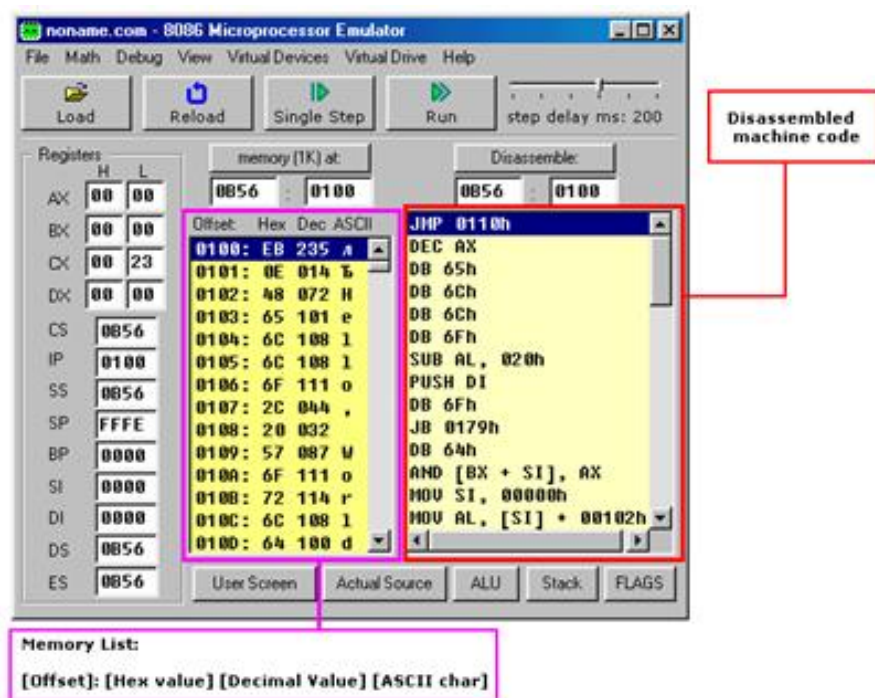 noname.com - 8086 Microprocessor Emulator
File Math Debug View Virtual Devices Virtual Drive Help
Load Reload Single Step Run step delay ms: 200
Registers
H L
AX 00 00
BX 00 00
CX 00 23
DX 00 00
CS 0B56
IP 0100
SS 0B56
SP FFFE
BP 0000
SI 0000
DI 0000
DS 0B56
ES 0B56
memory (1K) at:
0B56 : 0100
Offset: Hex Dec ASCII
0100: EB 235 л
0101: 0E 014 Ъ
0102: 48 072 H
0103: 65 101 e
0104: 6C 108 l
0105: 6C 108 l
0106: 6F 111 o
0107: 2C 044 ,
0108: 20 032
0109: 57 087 W
010A: 6F 111 o
010B: 72 114 r
010C: 6C 108 l
010D: 64 100 d
Disassemble:
0B56 : 0100
JMP 0110h
DEC AX
DB 65h
DB 6Ch
DB 6Ch
DB 6Fh
SUB AL, 020h
PUSH DI
DB 6Fh
JB 0179h
DB 64h
AND [BX + SI], AX
MOV SI, 00000h
MOV AL, [SI] + 00102h
User Screen Actual Source ALU Stack FLAGS
Disassembled
machine code
Memory List:
[Offset]: [Hex value] [Decimal Value] [ASCII char]